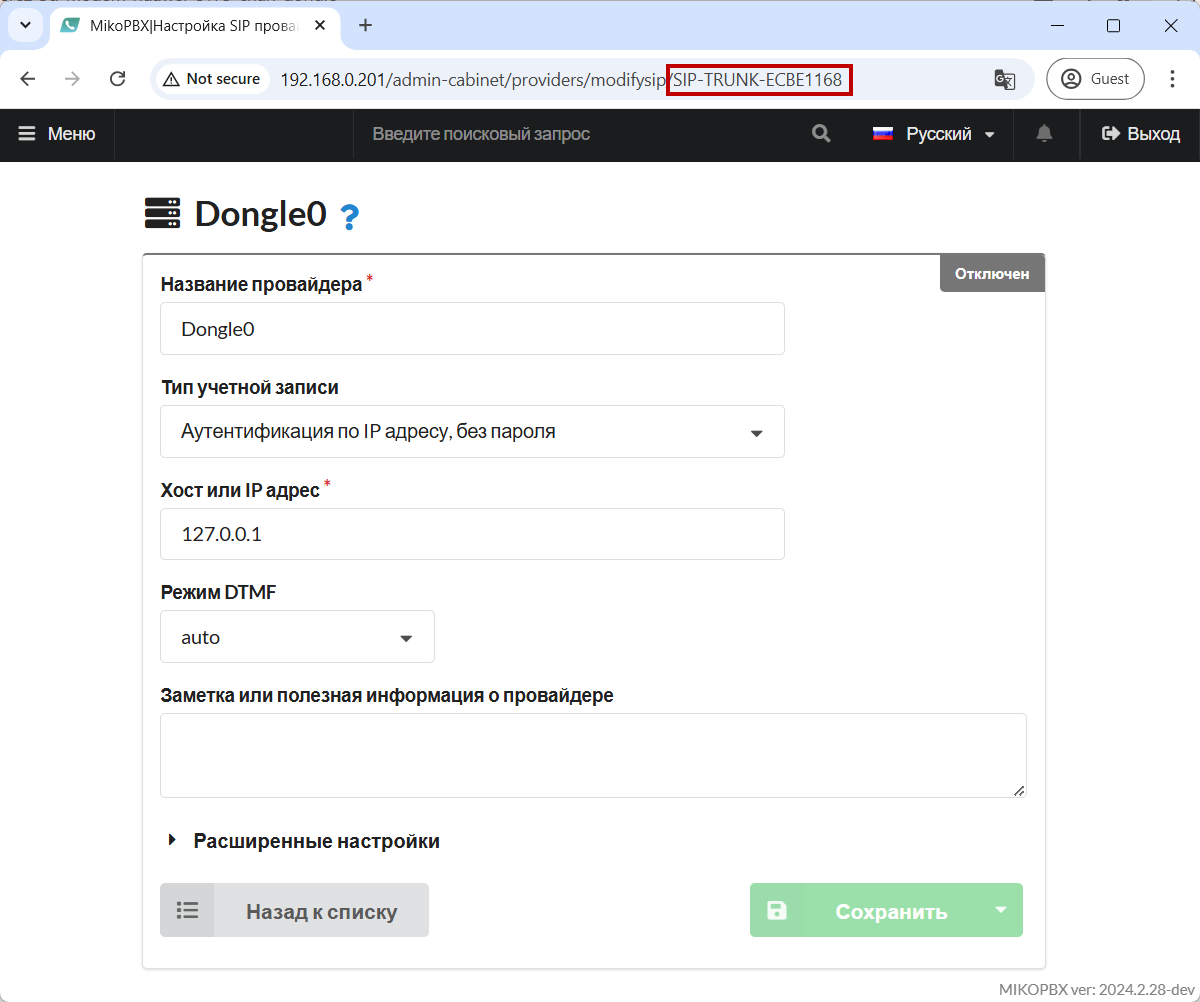 MikoPBX|Настройка SIP прова
Not secure
192.168.0.201/admin-cabinet/providers/modifysip/SIP-TRUNK-ECBE1168
Guest
Меню
Введите поисковый запрос
Русский
Выход
Dongle0 ?
Отключен
Название провайдера *
Dongle0
Тип учетной записи
Аутентификация по IP адресу, без пароля
Хост или IP адрес *
127.0.0.1
Режим DTMF
auto
Заметка или полезная информация о провайдере
Расширенные настройки
Назад к списку
Сохранить
MIKOPBX ver: 2024.2.28-dev